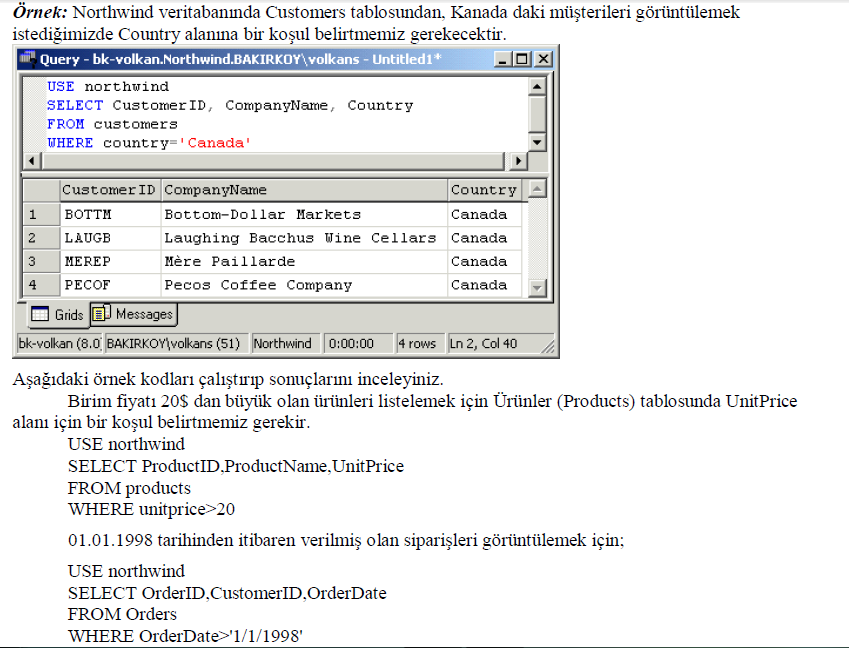 Örnek: Northwind veritabanında Customers tablosundan, Kanada daki müşterileri görüntülemek
istediğimizde Country alanına bir koşul belirtmemiz gerekecektir.
Query - bk-volkan.Northwind.BAKIRKOY\volkans - Untitled1*
USE northwind
SELECT CustomerID, CompanyName, Country
FROM customers
WHERE country='Canada'
CustomerID CompanyName Country
1 BOTTM Bottom-Dollar Markets Canada
2 LAUGB Laughing Bacchus Wine Cellars Canada
3 MEREP Mère Paillarde Canada
4 PECOF Pecos Coffee Company Canada
Grids Messages
bk-volkan (8.0) BAKIRKOY\volkans (51) Northwind 0:00:00 4 rows Ln 2, Col 40
Aşağıdaki örnek kodları çalıştırıp sonuçlarını inceleyiniz.
Birim fiyatı 20$ dan büyük olan ürünleri listelemek için Ürünler (Products) tablosunda UnitPrice
alanı için bir koşul belirtmemiz gerekir.
USE northwind
SELECT ProductID,ProductName,UnitPrice
FROM products
WHERE unitprice>20
01.01.1998 tarihinden itibaren verilmiş olan siparişleri görüntülemek için;
USE northwind
SELECT OrderID,CustomerID,OrderDate
FROM Orders
WHERE OrderDate>'1/1/1998'